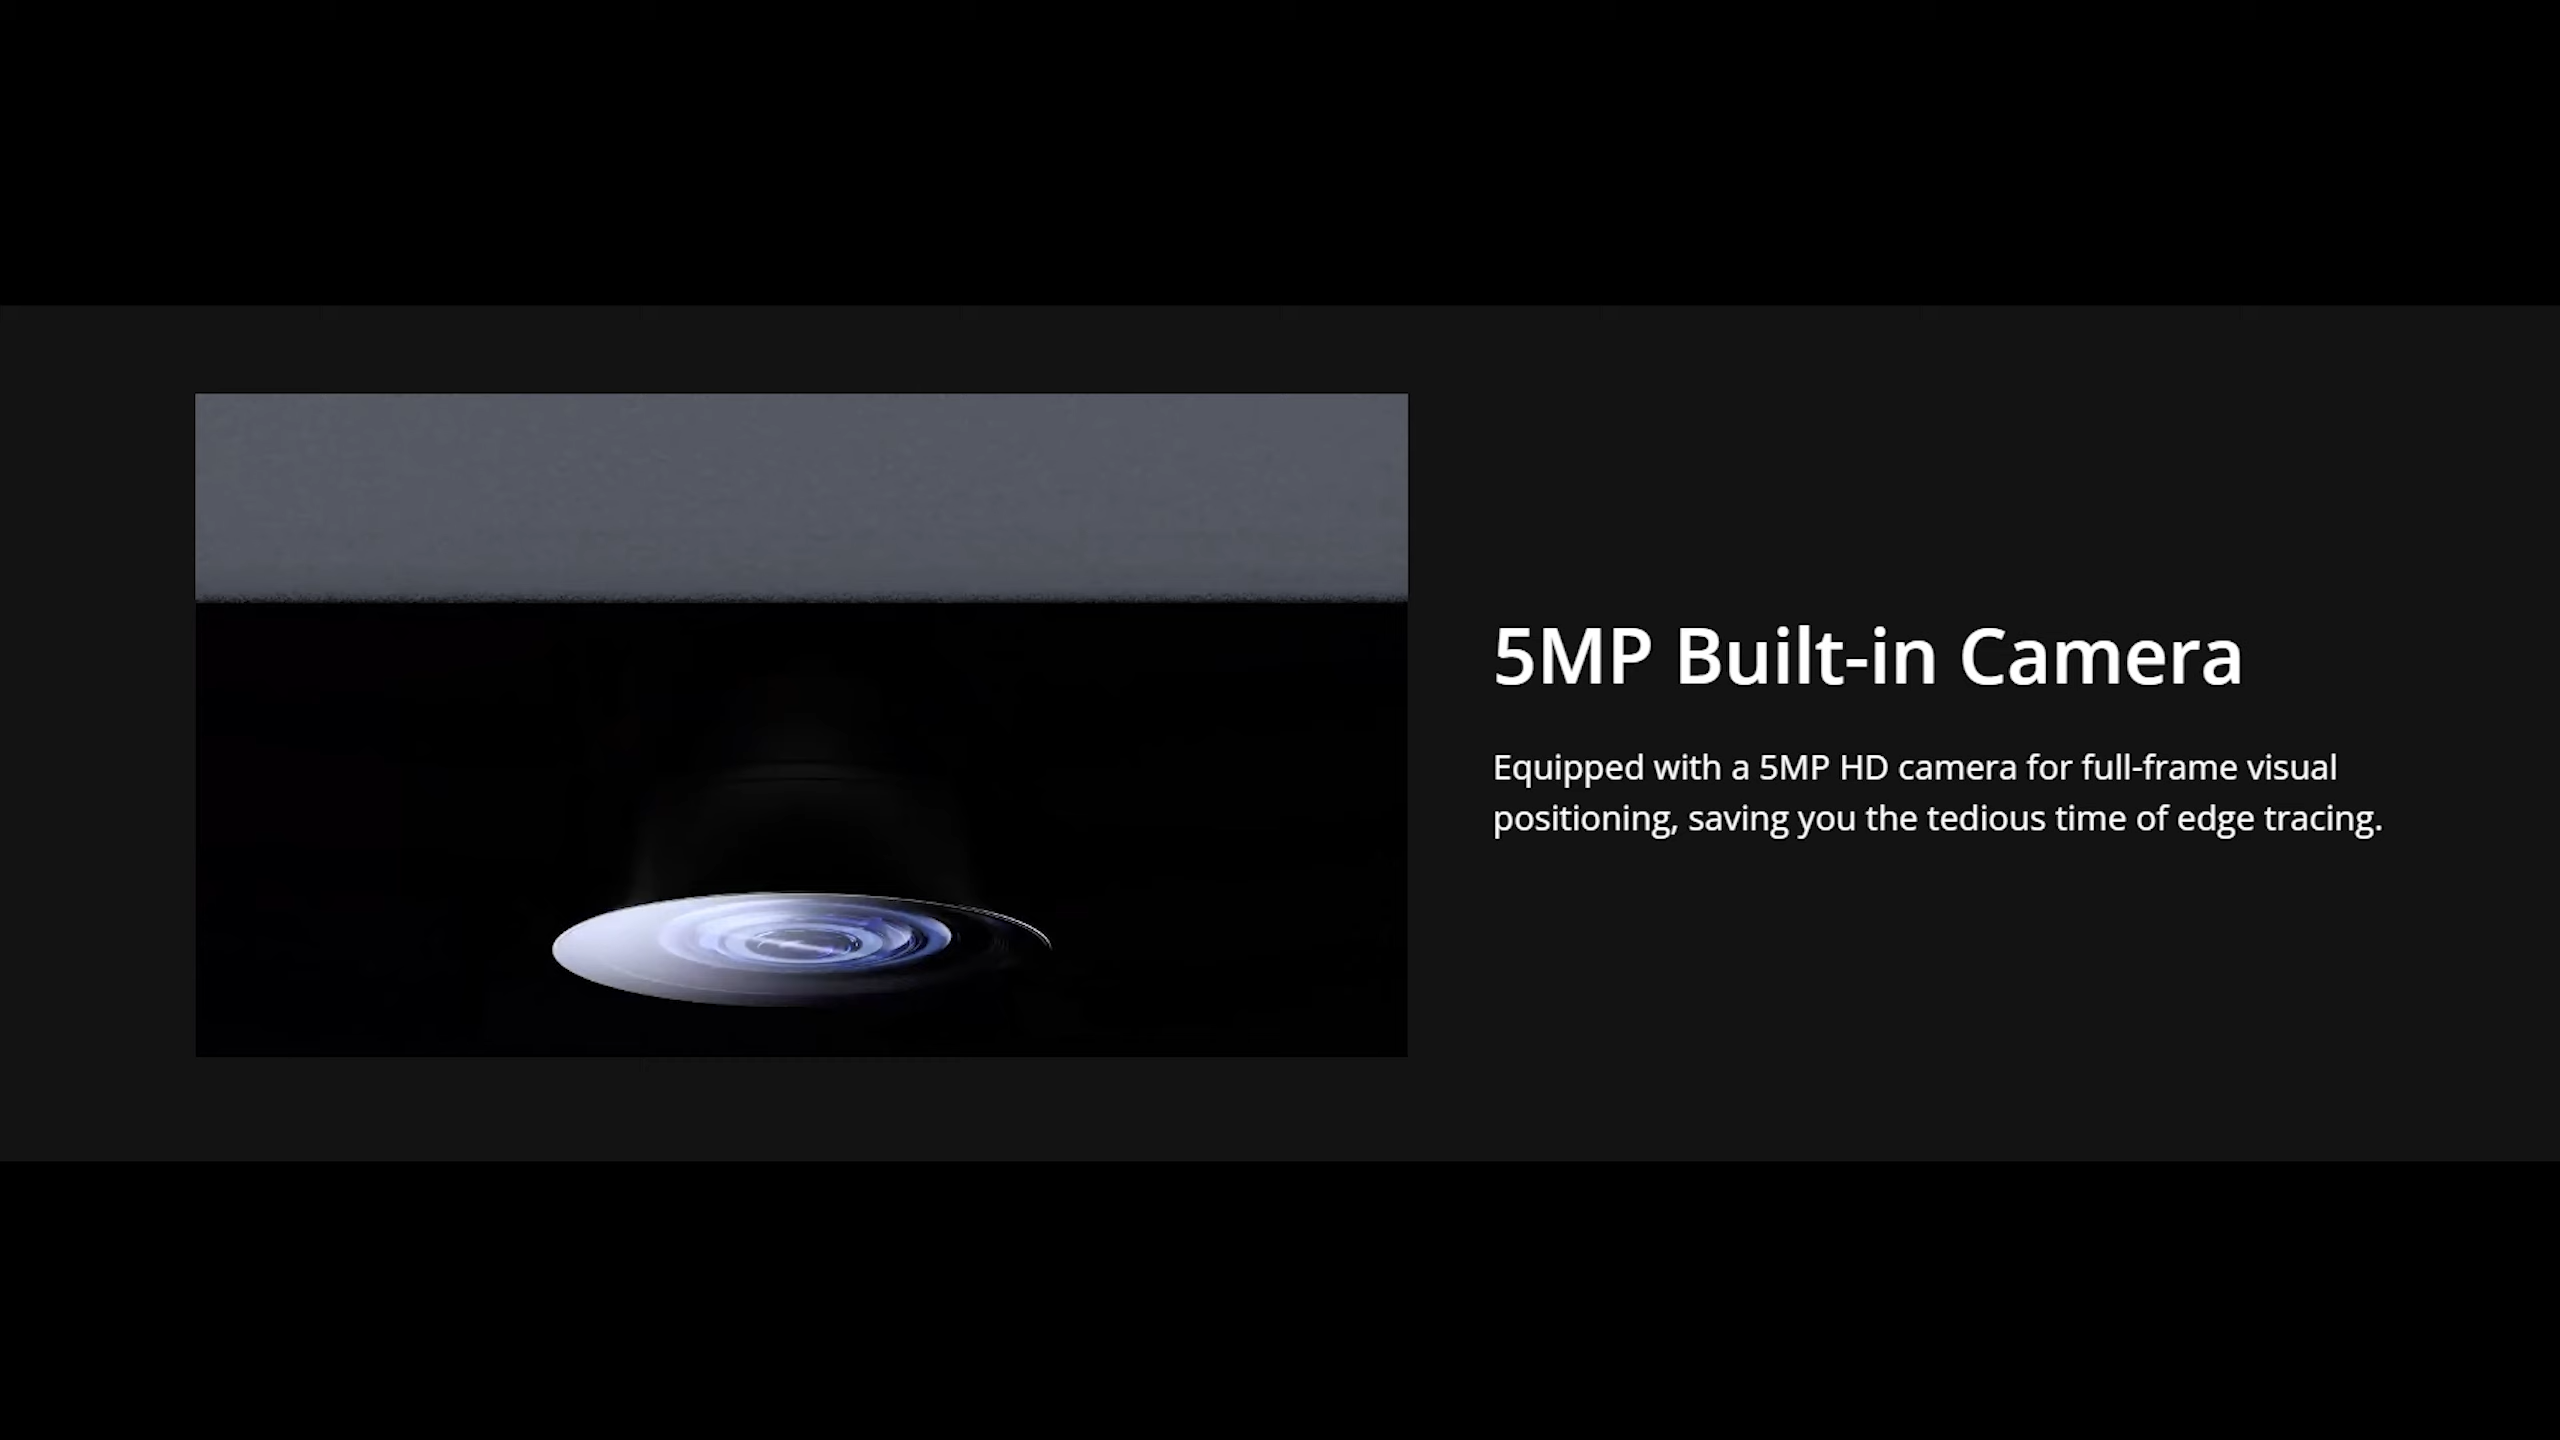 5MP Built-in Camera
Equipped with a 5MP HD camera for full-frame visual
positioning, saving you the tedious time of edge tracing.